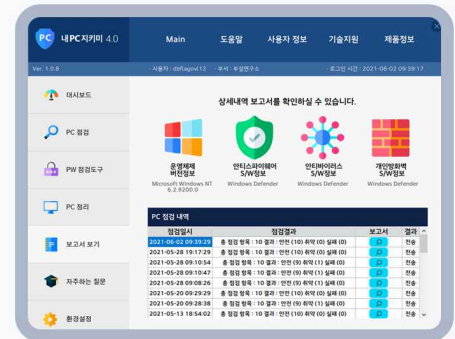 PC 내PC지키미 4.0 Main 도움말 사용자 정보 기술지원 제품정보
Ver. 1.0.8 · 사용자 : dbflagovl12 · 부서 : 부설연구소 · 로그인 시간 : 2021-06-02 09:39:17
대시보드
PC 점검
PW 점검도구
PC 정리
보고서 보기
자주하는 질문
환경설정
상세내역 보고서를 확인하실 수 있습니다.
운영체제 안티스파이웨어 안티바이러스 개인방화벽
버전정보 S/W정보 S/W정보 S/W정보
Microsoft Windows NT Windows Defender Windows Defender Windows Defender
6.2.9200.0
PC 점검 내역
점검일시 점검결과 보고서 결과
2021-06-02 09:39:29 총 점검 항목 : 10 결과 : 안전 (10) 취약 (0) 실패 (0) 전송
2021-05-28 19:17:29 총 점검 항목 : 10 결과 : 안전 (10) 취약 (0) 실패 (0) 전송
2021-05-28 09:10:54 총 점검 항목 : 10 결과 : 안전 (9) 취약 (1) 실패 (0) 전송
2021-05-28 09:10:47 총 점검 항목 : 10 결과 : 안전 (9) 취약 (1) 실패 (0) 전송
2021-05-28 09:08:26 총 점검 항목 : 10 결과 : 안전 (9) 취약 (1) 실패 (0) 전송
2021-05-20 09:29:29 총 점검 항목 : 10 결과 : 안전 (10) 취약 (0) 실패 (0) 전송
2021-05-20 09:28:38 총 점검 항목 : 10 결과 : 안전 (9) 취약 (1) 실패 (0) 전송
2021-05-13 18:54:02 총 점검 항목 : 10 결과 : 안전 (9) 취약 (1) 실패 (0) 전송